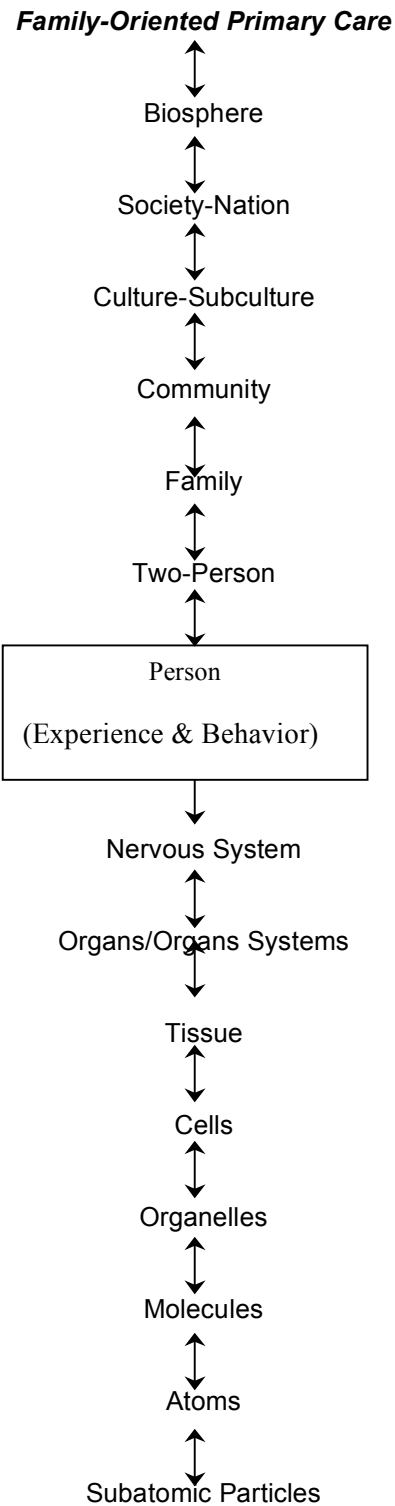 Family-Oriented Primary Care
Biosphere
Society-Nation
Culture-Subculture
Community
Family
Two-Person
Person
(Experience & Behavior)
Nervous System
Organs/Organs Systems
Tissue
Cells
Organelles
Molecules
Atoms
Subatomic Particles